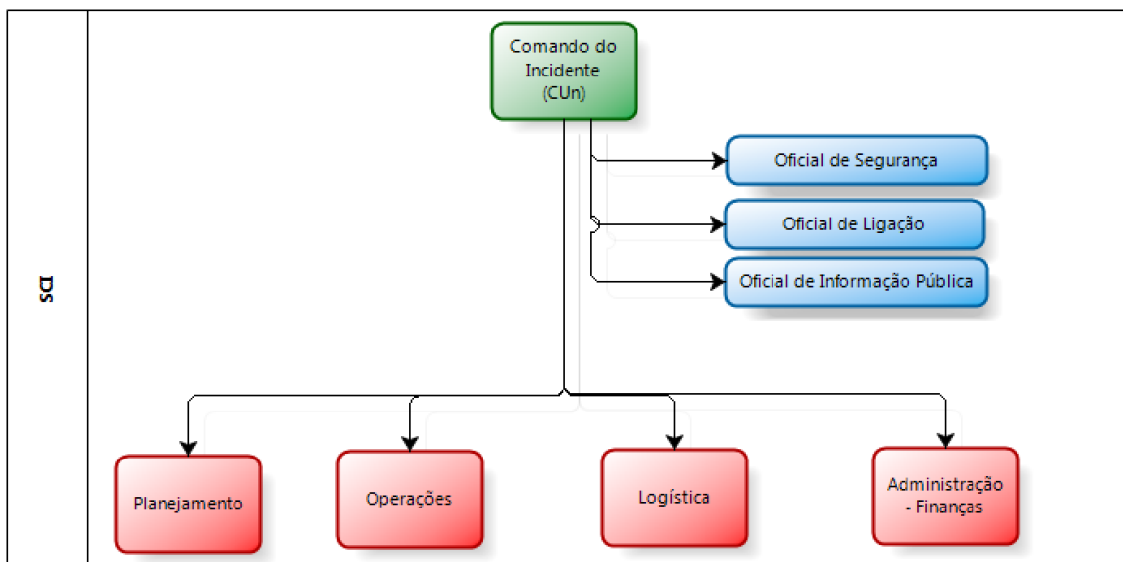 SCI
Comando do
Incidente
(CUn)
Oficial de Segurança
Oficial de Ligação
Oficial de Informação Pública
Planejamento
Operações
Logística
Administração
- Finanças